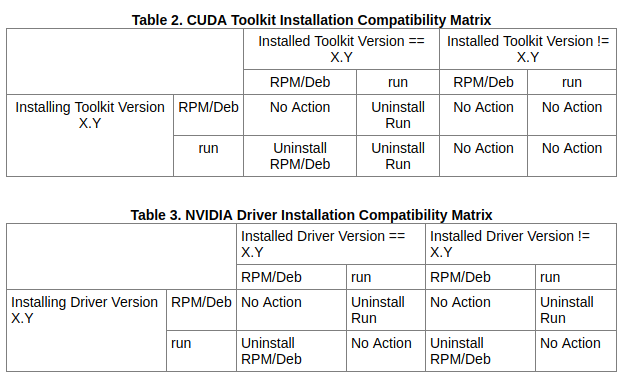 Table 2. CUDA Toolkit Installation Compatibility Matrix
Installed Toolkit Version ==
X.Y
Installed Toolkit Version !=
X.Y
RPM/Deb
run
RPM/Deb
run
Installing Toolkit Version
X.Y
RPM/Deb
No Action
Uninstall
Run
No Action
No Action
run
Uninstall
RPM/Deb
Uninstall
Run
No Action
No Action
Table 3. NVIDIA Driver Installation Compatibility Matrix
Installed Driver Version ==
X.Y
Installed Driver Version !=
X.Y
RPM/Deb
run
RPM/Deb
run
Installing Driver Version
X.Y
RPM/Deb
No Action
Uninstall
Run
No Action
Uninstall
Run
run
Uninstall
RPM/Deb
No Action
Uninstall
RPM/Deb
No Action